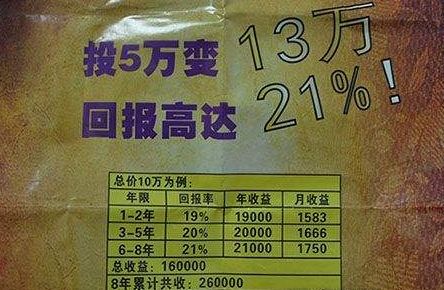 投5万变 13万
回报高达 21%!
总价10万为例:
年限 回报率 年收益 月收益
1-2年 19% 19000 1583
3-5年 20% 20000 1666
6-8年 21% 21000 1750
总收益: 160000
8年累计共收: 260000